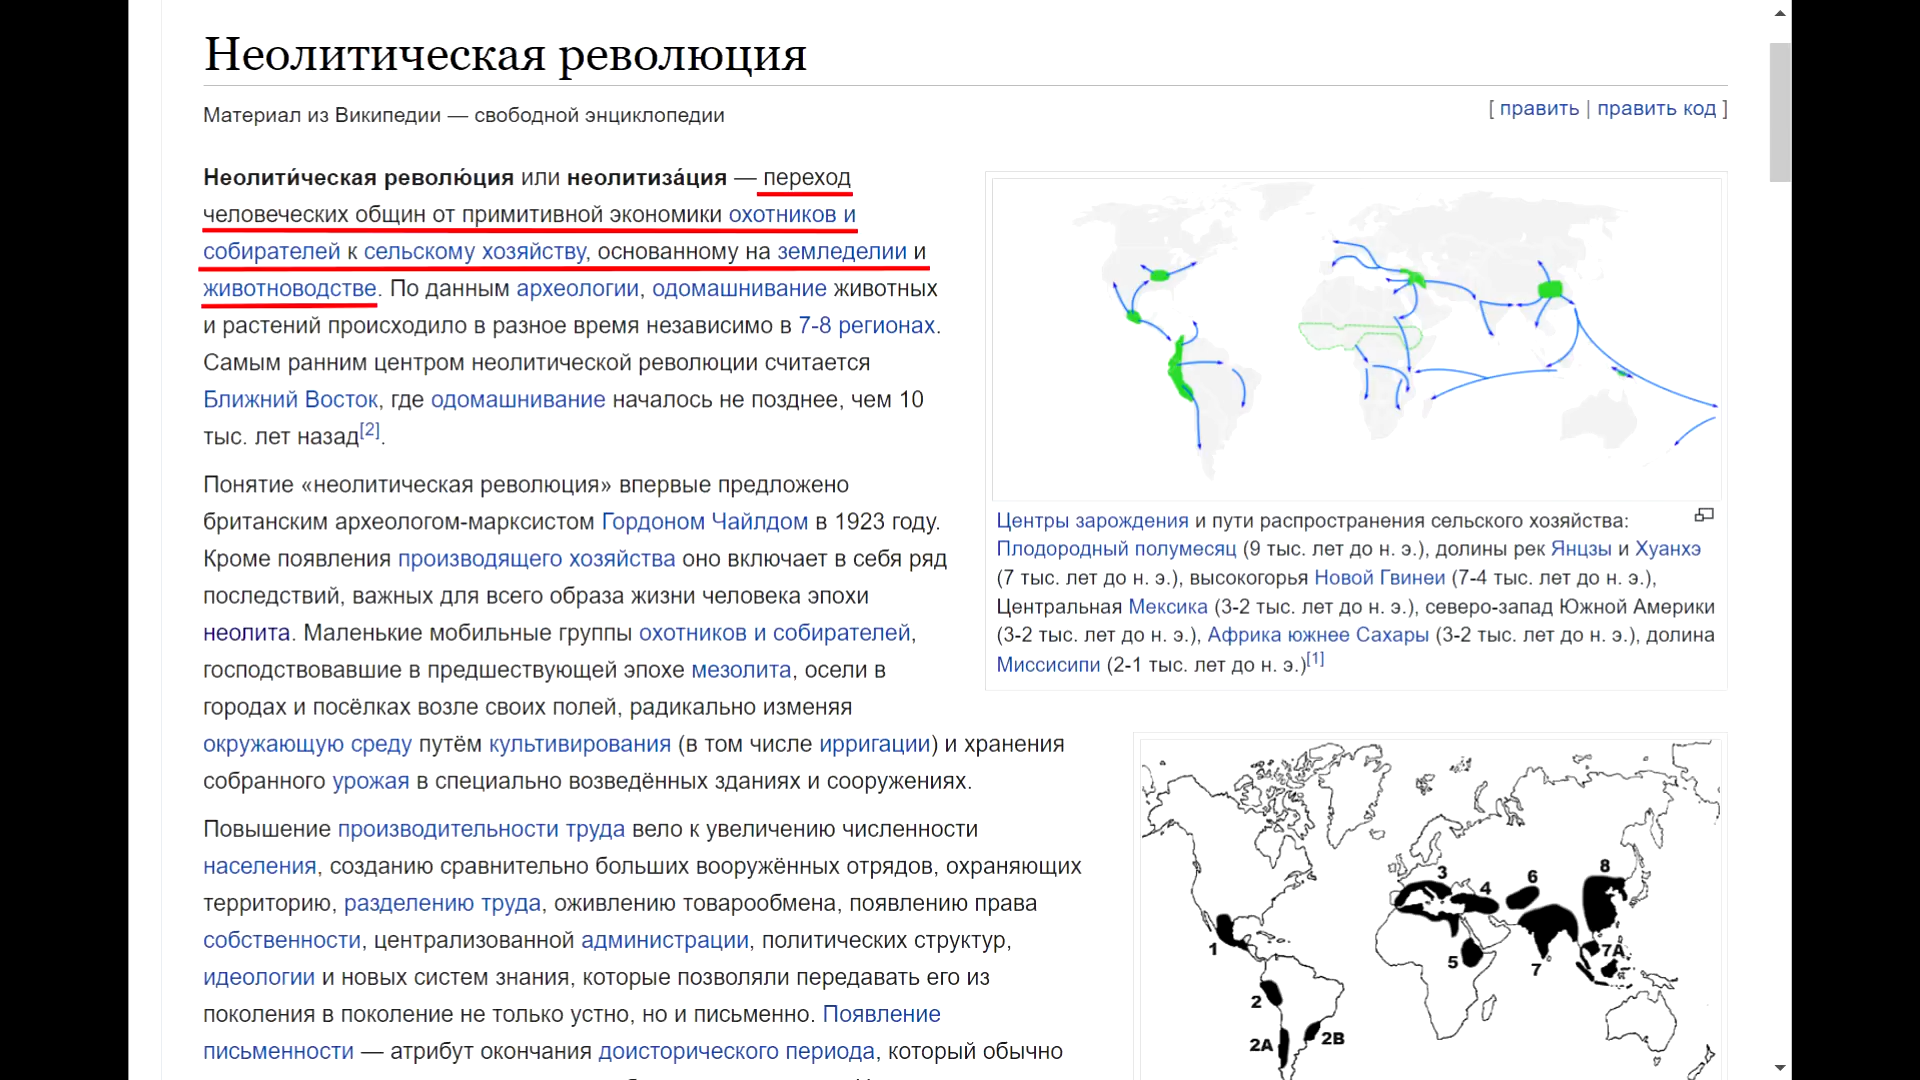 Неолитическая революция
Материал из Википедии — свободной энциклопедии
[ править | править код ]
Неолити́ческая револю́ция или неолитиза́ция — переход
человеческих общин от примитивной экономики охотников и
собирателей к сельскому хозяйству, основанному на земледелии и
животноводстве. По данным археологии, одомашнивание животных
и растений происходило в разное время независимо в 7-8 регионах.
Самым ранним центром неолитической революции считается
Ближний Восток, где одомашнивание началось не позднее, чем 10
тыс. лет назад[2].
Понятие «неолитическая революция» впервые предложено
британским археологом-марксистом Гордоном Чайлдом в 1923 году.
Кроме появления производящего хозяйства оно включает в себя ряд
последствий, важных для всего образа жизни человека эпохи
неолита. Маленькие мобильные группы охотников и собирателей,
господствовавшие в предшествующей эпохе мезолита, осели в
городах и посёлках возле своих полей, радикально изменяя
окружающую среду путём культивирования (в том числе ирригации) и хранения
собранного урожая в специально возведённых зданиях и сооружениях.
Повышение производительности труда вело к увеличению численности
населения, созданию сравнительно больших вооружённых отрядов, охраняющих
территорию, разделению труда, оживлению товарообмена, появлению права
собственности, централизованной администрации, политических структур,
идеологии и новых систем знания, которые позволяли передавать его из
поколения в поколение не только устно, но и письменно. Появление
письменности — атрибут окончания доисторического периода, который обычно
Центры зарождения и пути распространения сельского хозяйства:
Плодородный полумесяц (9 тыс. лет до н. э.), долины рек Янцзы и Хуанхэ
(7 тыс. лет до н. э.), высокогорья Новой Гвинеи (7-4 тыс. лет до н. э.),
Центральная Мексика (3-2 тыс. лет до н. э.), северо-запад Южной Америки
(3-2 тыс. лет до н. э.), Африка южнее Сахары (3-2 тыс. лет до н. э.), долина
Миссисипи (2-1 тыс. лет до н. э.)[1]
8
3
6
4
1
5
7A
7
2
2A
2B